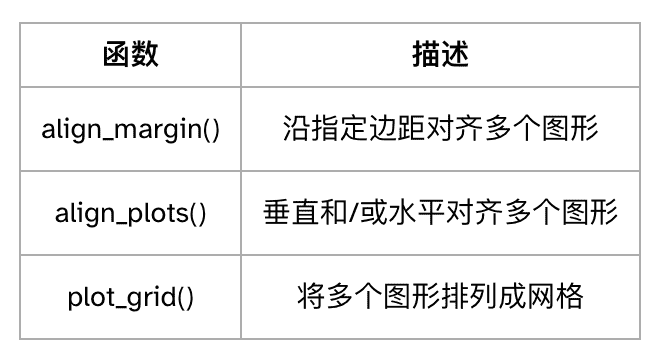 函数 描述
align_margin() 沿指定边距对齐多个图形
align_plots() 垂直和/或水平对齐多个图形
plot_grid() 将多个图形排列成网格